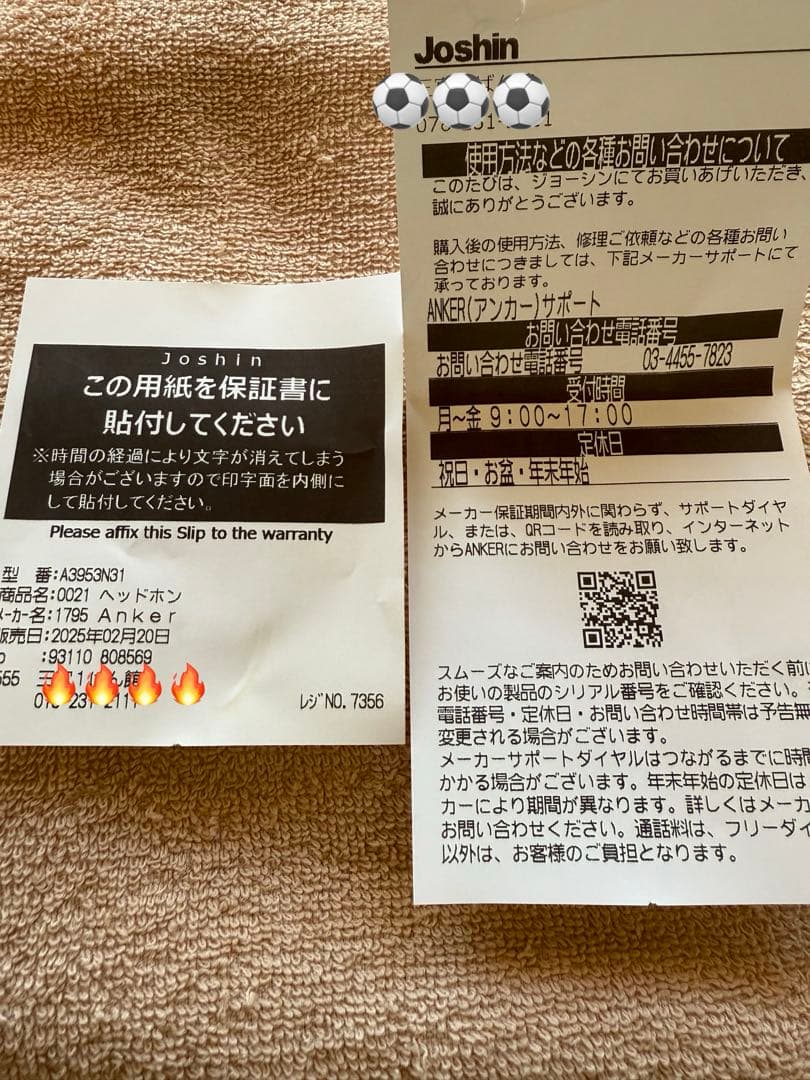 Joshin
この用紙を保証書に
貼付してください
※時間の経過により文字が消えてしまう
場合がございますので印字面を内側に
して貼付してください。
Please affix this Slip to the warranty
型 番:A3953N31
商品名:0021 ヘッドホン
メーカー名:1795 Anker
販売日:2025年02月20日
:93110 808569
555
レジNO.7356
Joshin
使用方法などの各種お問い合わせについて
このたびは、ジョーシンにてお買いあげいただき、
誠にありがとうございます。
購入後の使用方法、修理ご依頼などの各種お問い
合わせにつきましては、下記メーカーサポートにて
承っております。
ANKER(アンカー)サポート
お問い合わせ電話番号
お問い合わせ電話番号 03-4455-7823
受付時間
月～金 9:00～17:00
定休日
祝日・お盆・年末年始
メーカー保証期間内外に関わらず、サポートダイヤ
ル、または、QRコードを読み取り、インターネット
からANKERにお問い合わせをお願い致します。
スムーズなご案内のためお問い合わせいただく前に
お使いの製品のシリアル番号をご確認ください。
電話番号・定休日・お問い合わせ時間帯は予告無
変更される場合がございます。
メーカーサポートダイヤルはつながるまでに時間
かかる場合がございます。年末年始の定休日は
カーにより期間が異なります。詳しくはメーカ
お問い合わせください。通話料は、フリーダイ
以外は、お客様のご負担となります。